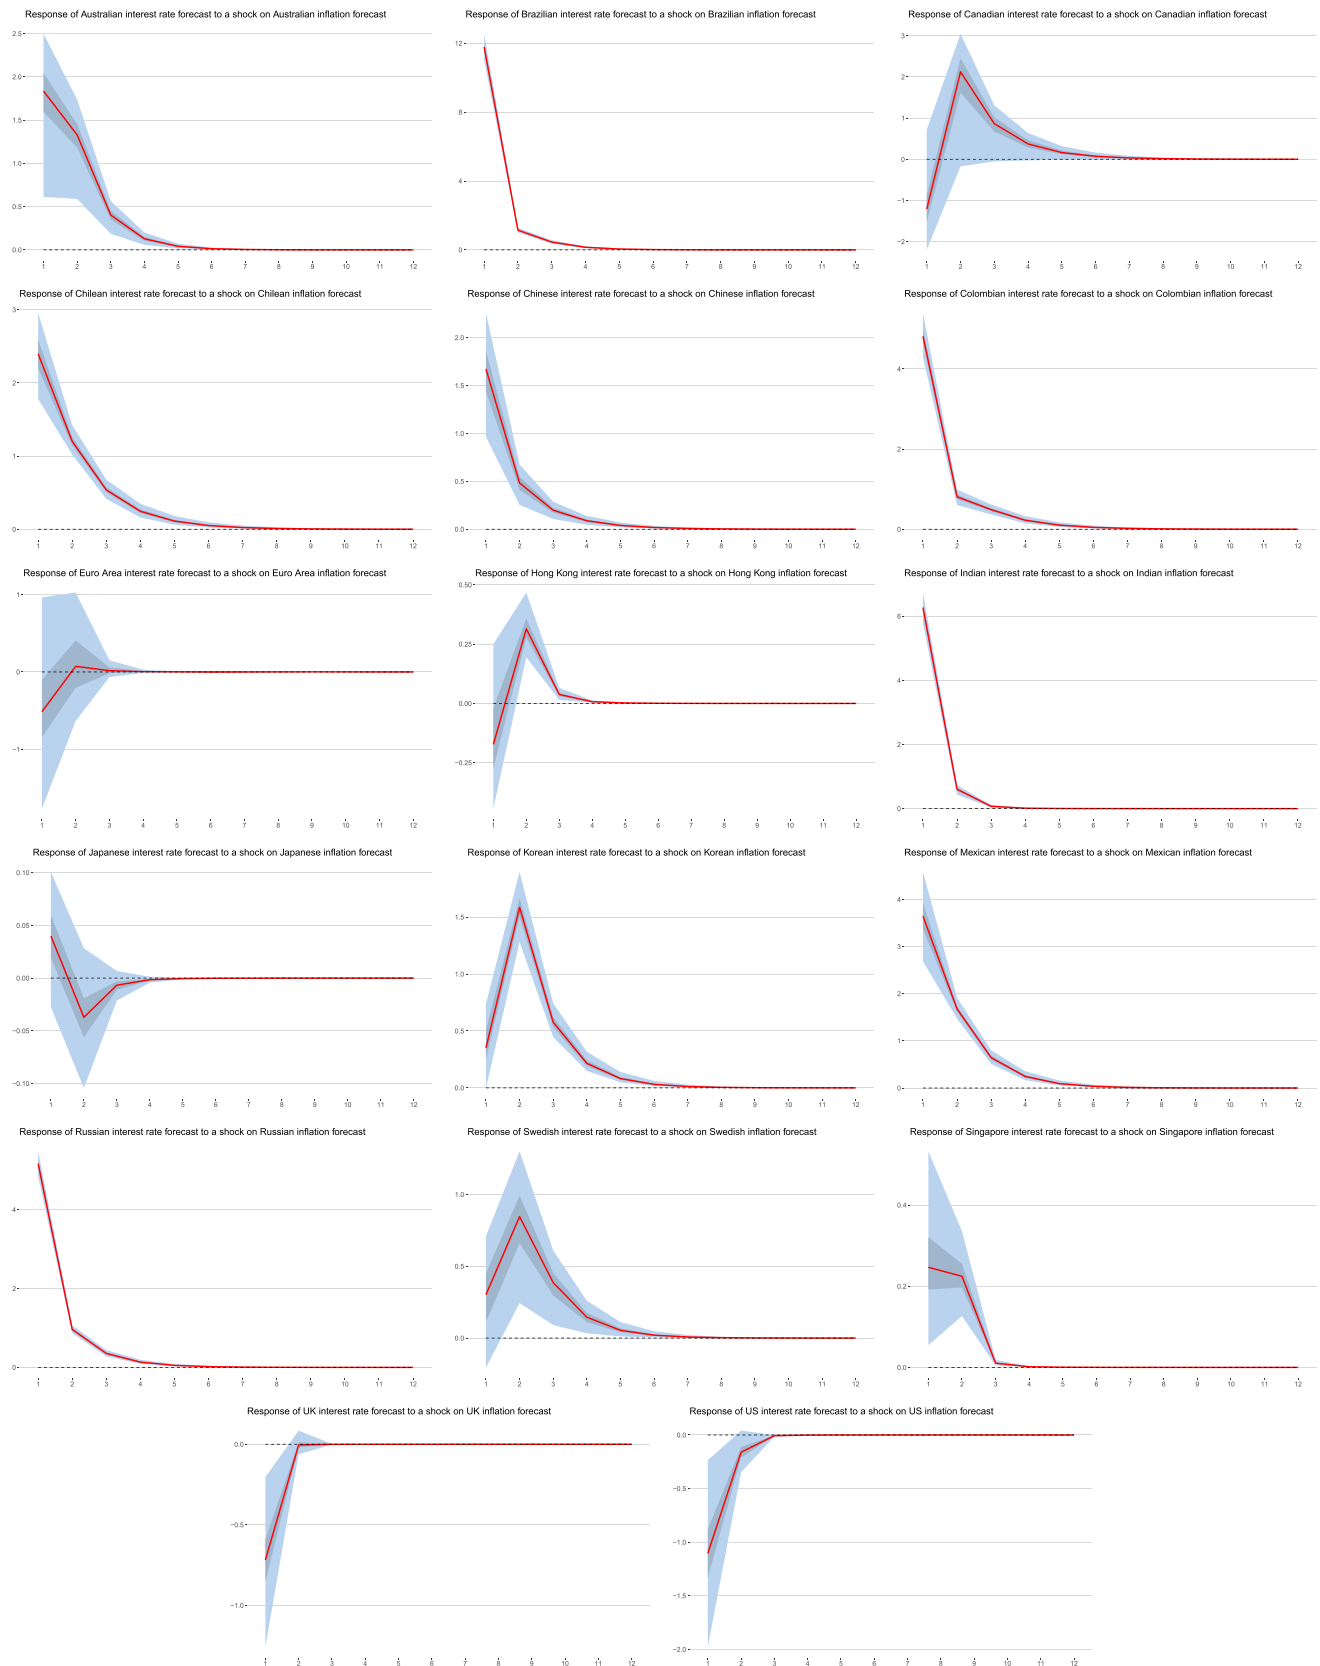 Response of Australian interest rate forecast to a shock on Australian inflation forecast
2.5
2.0
1.5
1.0
0.5
0.0
1 2 3 4 5 6 7 8 9 10 11 12
Response of Brazilian interest rate forecast to a shock on Brazilian inflation forecast
12
8
4
0
1 2 3 4 5 6 7 8 9 10 11 12
Response of Canadian interest rate forecast to a shock on Canadian inflation forecast
3
2
1
0
−1
−2
1 2 3 4 5 6 7 8 9 10 11 12
Response of Chilean interest rate forecast to a shock on Chilean inflation forecast
3
2
1
0
1 2 3 4 5 6 7 8 9 10 11 12
Response of Chinese interest rate forecast to a shock on Chinese inflation forecast
2.0
1.5
1.0
0.5
0.0
1 2 3 4 5 6 7 8 9 10 11 12
Response of Colombian interest rate forecast to a shock on Colombian inflation forecast
4
2
0
1 2 3 4 5 6 7 8 9 10 11 12
Response of Euro Area interest rate forecast to a shock on Euro Area inflation forecast
1
0
−1
1 2 3 4 5 6 7 8 9 10 11 12
Response of Hong Kong interest rate forecast to a shock on Hong Kong inflation forecast
0.50
0.25
0.00
−0.25
1 2 3 4 5 6 7 8 9 10 11 12
Response of Indian interest rate forecast to a shock on Indian inflation forecast
6
4
2
0
1 2 3 4 5 6 7 8 9 10 11 12
Response of Japanese interest rate forecast to a shock on Japanese inflation forecast
0.10
0.05
0.00
−0.05
−0.10
1 2 3 4 5 6 7 8 9 10 11 12
Response of Korean interest rate forecast to a shock on Korean inflation forecast
1.5
1.0
0.5
0.0
1 2 3 4 5 6 7 8 9 10 11 12
Response of Mexican interest rate forecast to a shock on Mexican inflation forecast
4
3
2
1
0
1 2 3 4 5 6 7 8 9 10 11 12
Response of Russian interest rate forecast to a shock on Russian inflation forecast
4
2
0
1 2 3 4 5 6 7 8 9 10 11 12
Response of Swedish interest rate forecast to a shock on Swedish inflation forecast
1.0
0.5
0.0
1 2 3 4 5 6 7 8 9 10 11 12
Response of Singapore interest rate forecast to a shock on Singapore inflation forecast
0.4
0.2
0.0
1 2 3 4 5 6 7 8 9 10 11 12
Response of UK interest rate forecast to a shock on UK inflation forecast
0.0
−0.5
−1.0
1 2 3 4 5 6 7 8 9 10 11 12
Response of US interest rate forecast to a shock on US inflation forecast
0.0
−0.5
−1.0
−1.5
−2.0
1 2 3 4 5 6 7 8 9 10 11 12